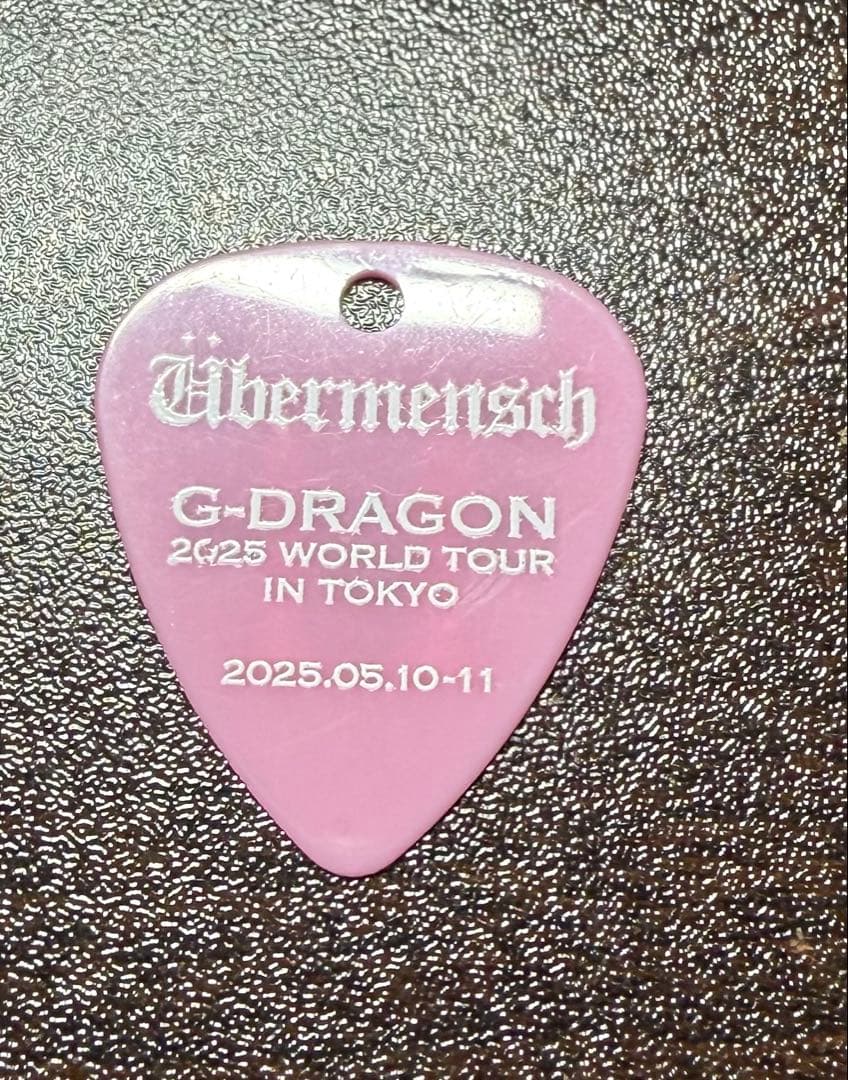 Übermensch
G-DRAGON
2025 WORLD TOUR
IN TOKYO
2025.05.10-11